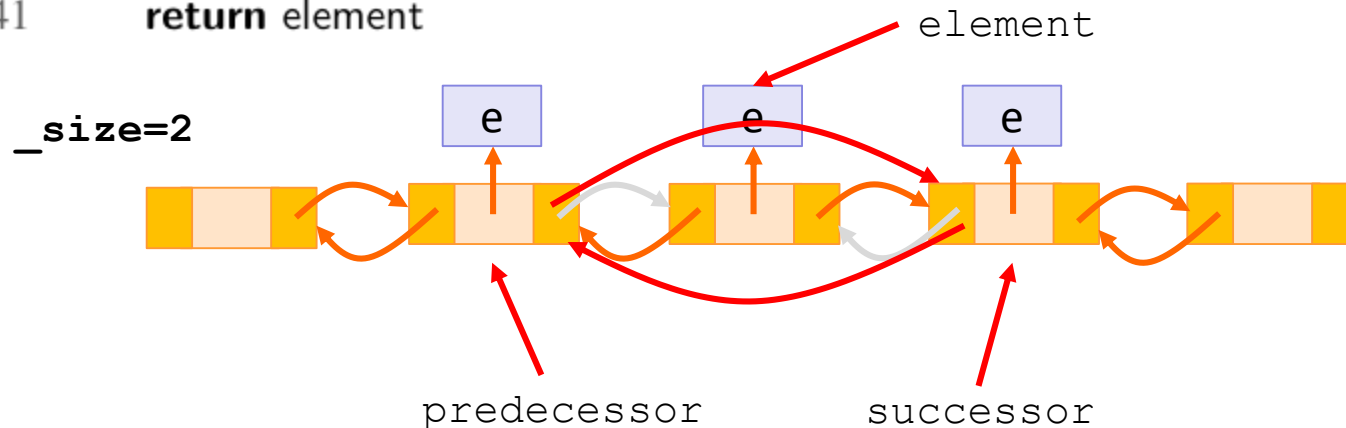 41 return element
element
_size=2
e e e
predecessor successor